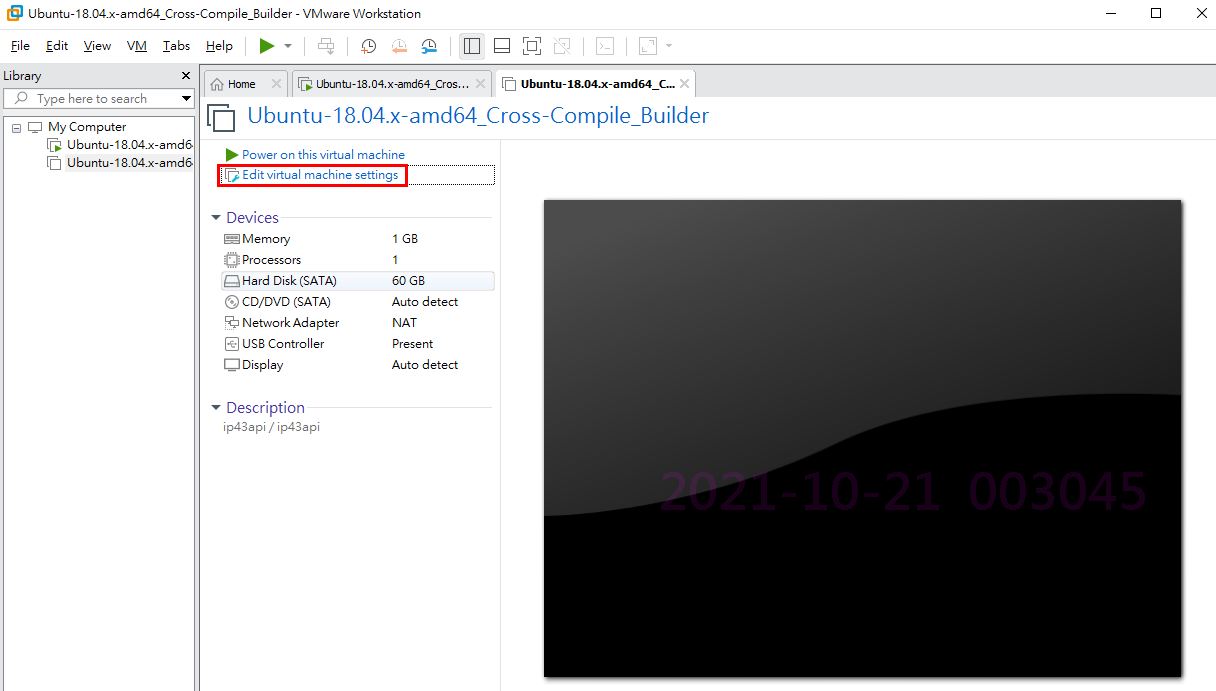 Ubuntu-18.04.x-amd64_Cross-Compile_Builder - VMware Workstation
File Edit View VM Tabs Help
Library
Type here to search
My Computer
Ubuntu-18.04.x-amd6
Ubuntu-18.04.x-amd6
Home
Ubuntu-18.04.x-amd64_Cros...
Ubuntu-18.04.x-amd64_C...
Ubuntu-18.04.x-amd64_Cross-Compile_Builder
Power on this virtual machine
Edit virtual machine settings
Devices
Memory 1 GB
Processors 1
Hard Disk (SATA) 60 GB
CD/DVD (SATA) Auto detect
Network Adapter NAT
USB Controller Present
Display Auto detect
Description
ip43api / ip43api
2021-10-21 003045